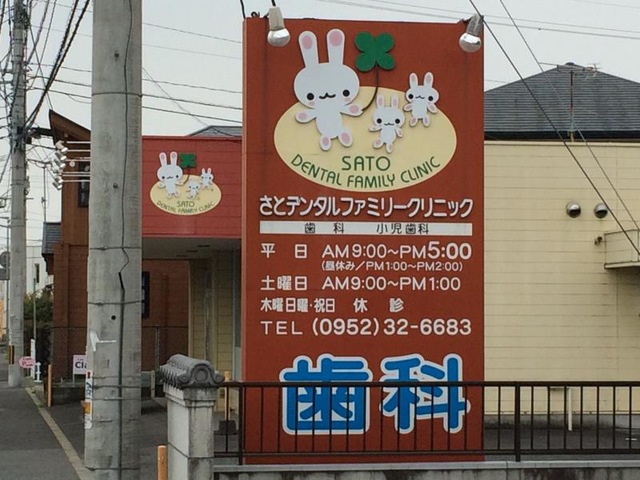 SATO
DENTAL FAMILY CLINIC
さとデンタルファミリークリニック
歯科 小児歯科
平日 AM9:00~PM5:00
(昼休み/PM1:00~PM2:00)
土曜日 AM9:00~PM1:00
木曜日曜・祝日 休診
TEL (0952)32-6683
歯科
SATO
DENTAL FAMILY CLINIC